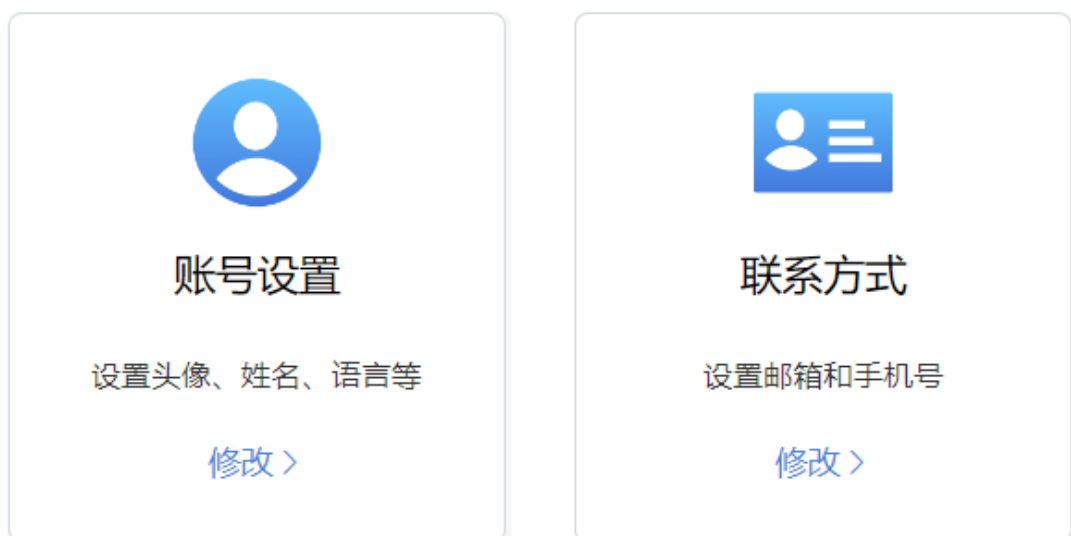 账号设置
设置头像、姓名、语言等
修改 >
联系方式
设置邮箱和手机号
修改 >